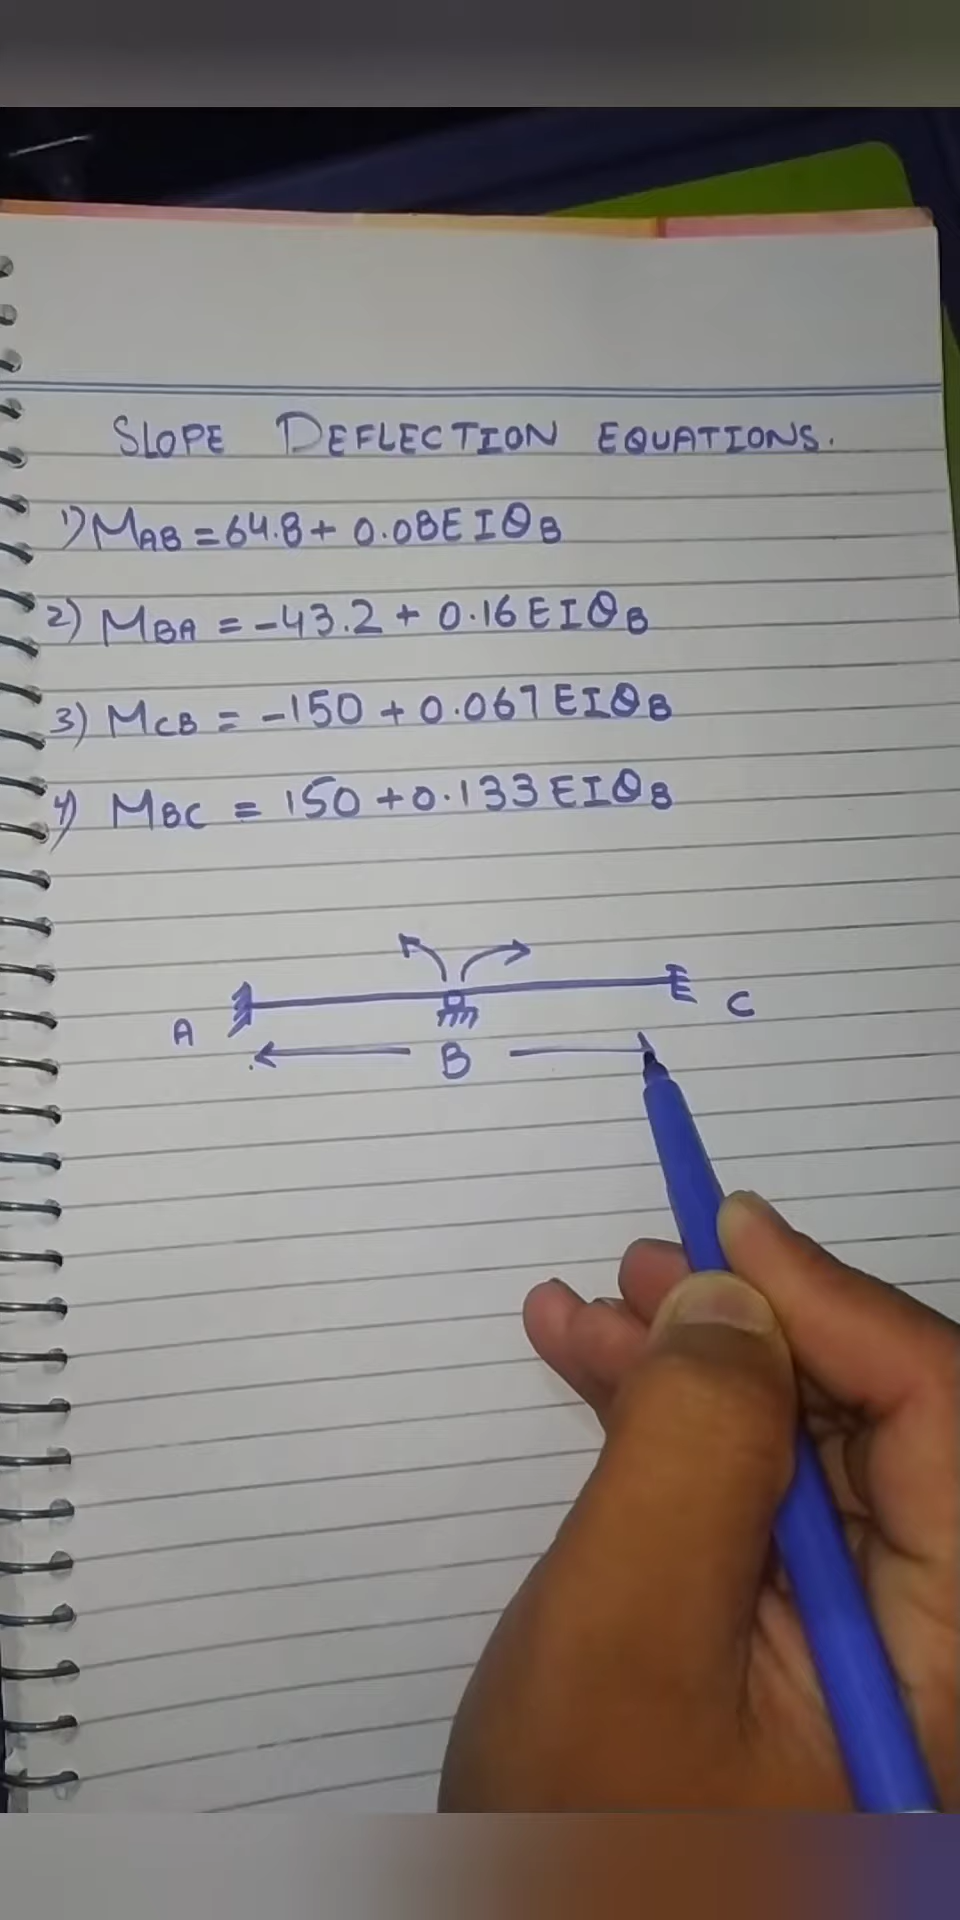 SLOPE DEFLECTION EQUATIONS.
1) MAB = 64.8 + 0.08EIθB
2) MBA = -43.2 + 0.16EIθB
3) MCB = -150 + 0.067EIθB
4) MBC = 150 + 0.133EIθB
A B C